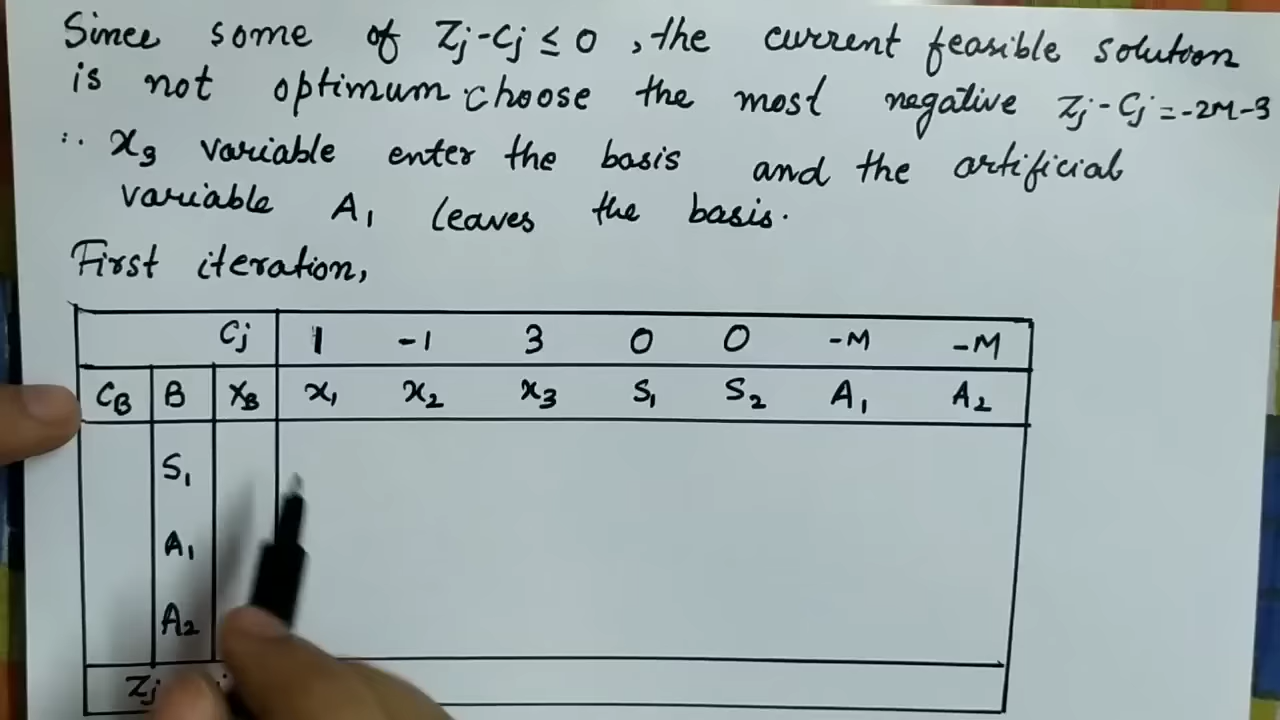 Since some of Zj-Cj ≤ 0, the current feasible solution
is not optimum. choose the most negative Zj-Cj = -2M-3
∴ x3 variable enter the basis and the artificial
variable A1 leaves the basis.
First iteration,
Cj 1 -1 3 0 0 -M -M
CB B XB x1 x2 x3 S1 S2 A1 A2
S1
A1
A2
Zj